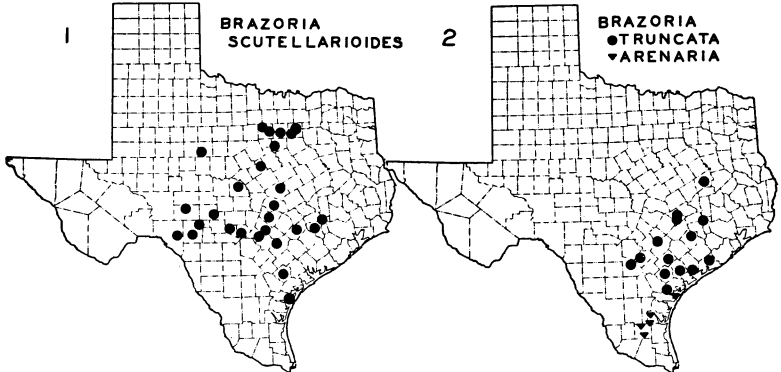 1
BRAZORIA
SCUTELLARIOIDES
2
BRAZORIA
●TRUNCATA
▼ARENARIA